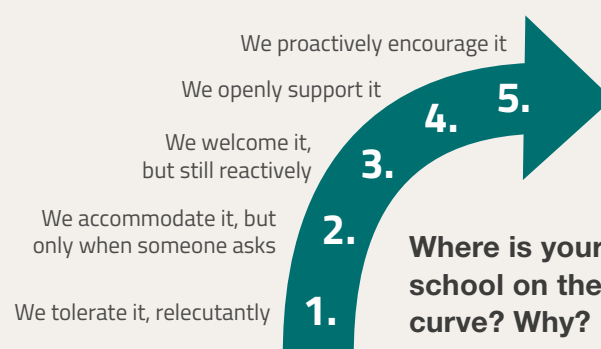 We proactively encourage it
5.
We openly support it
4.
We welcome it,
but still reactively
3.
We accommodate it, but
only when someone asks
2.
We tolerate it, relecutantly
1.
Where is your
school on the
curve? Why?